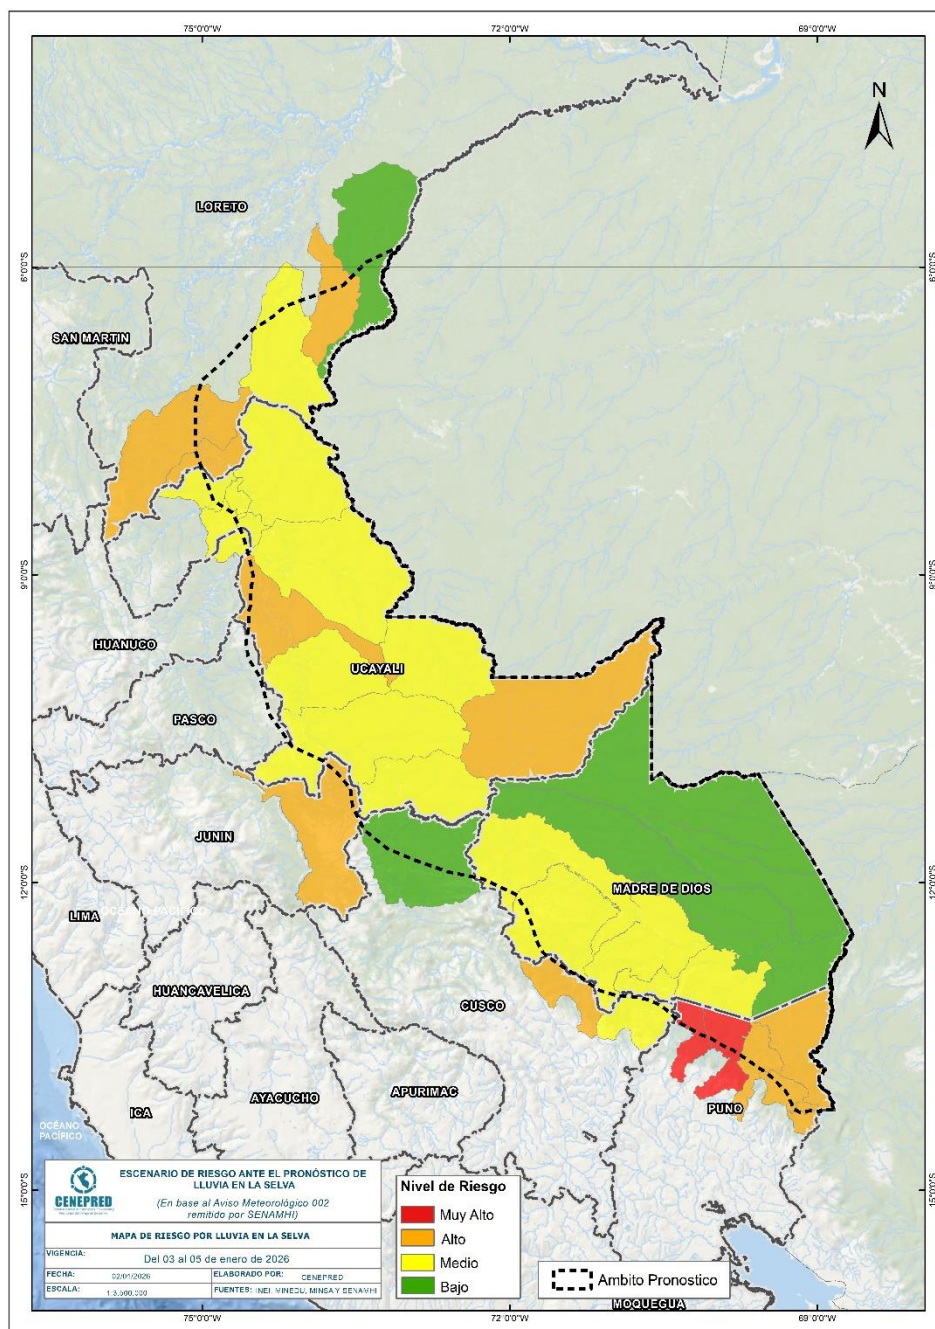 75°0'0"W 72°0'0"W 69°0'0"W
N
LORETO
6°0'0"S 6°0'0"S
SAN MARTIN
9°0'0"S 9°0'0"S
HUANUCO
UCAYALI
PASCO
JUNIN
12°0'0"S 12°0'0"S
MADRE DE DIOS
LIMA
OCÉANO PACÍFICO
HUANCAVELICA
CUSCO
APURIMAC
AYACUCHO
ICA
PUNO
OCÉANO
PACÍFICO
15°0'0"S 15°0'0"S
CENEPRED
ESCENARIO DE RIESGO ANTE EL PRONÓSTICO DE
LLUVIA EN LA SELVA
(En base al Aviso Meteorológico 002
remitido por SENAMHI)
MAPA DE RIESGO POR LLUVIA EN LA SELVA
VIGENCIA:
Del 03 al 05 de enero de 2026
FECHA: 02/01/2026 ELABORADO POR: CENEPRED
ESCALA: 1:3,500,000 FUENTES: INEI, MINEDU, MINSA Y SENAMHI
Nivel de Riesgo
Muy Alto
Alto
Medio
Bajo
Ambito Pronostico
MOQUEGUA
75°0'0"W 72°0'0"W 69°0'0"W